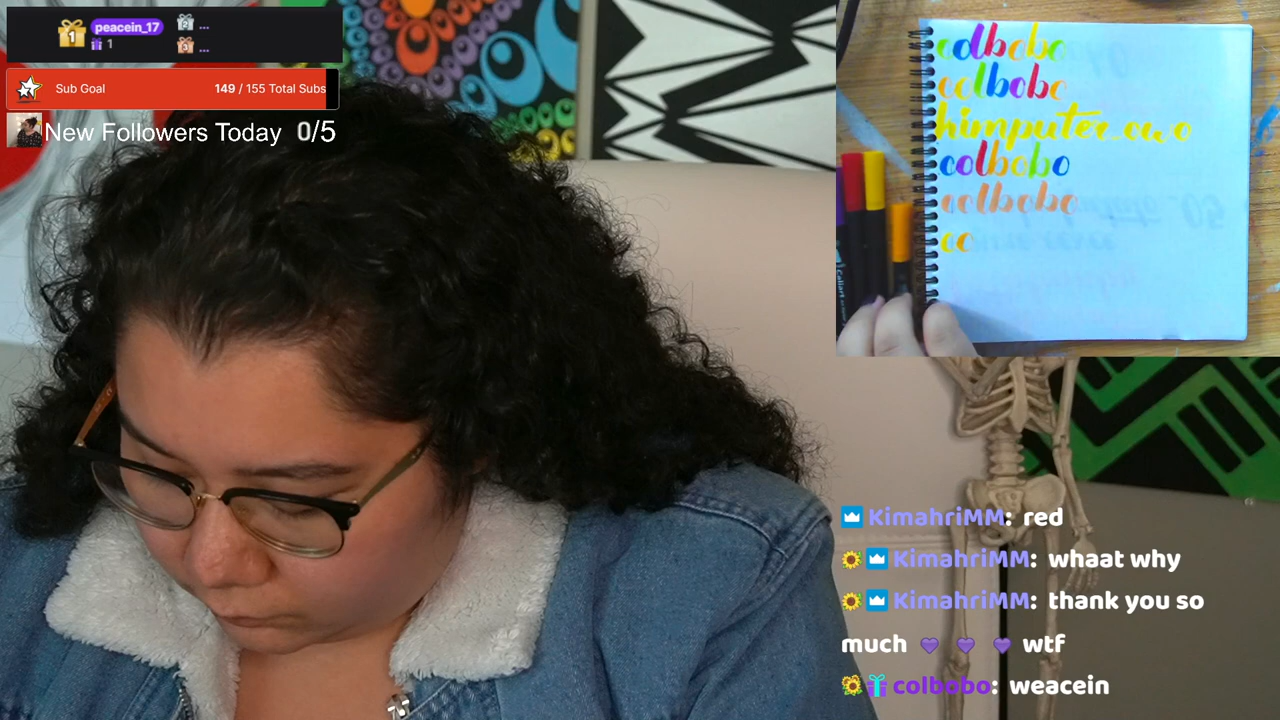 peacein_17
1
...
...
Sub Goal
149 / 155 Total Subs
New Followers Today 0/5
colbobo
colbobo
himputer.owo
colbobo
colbobo
co
KimahriMM: red
KimahriMM: whaat why
KimahriMM: thank you so
much 💜 💜 💜 wtf
colbobo: weacein